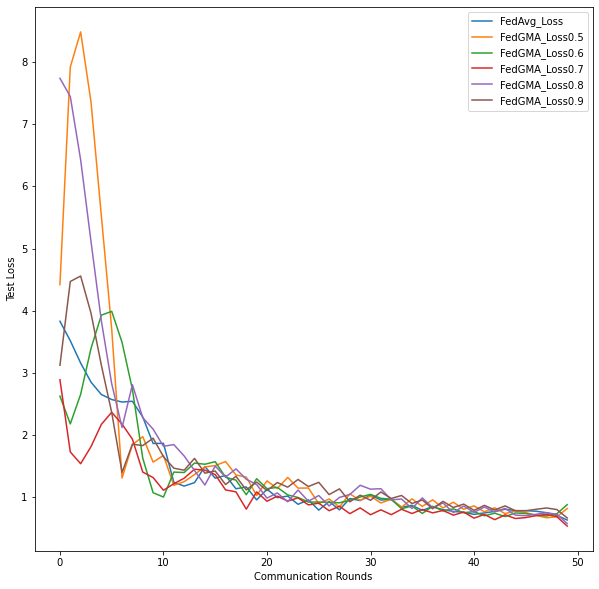 FedAvg_Loss
FedGMA_Loss0.5
FedGMA_Loss0.6
FedGMA_Loss0.7
FedGMA_Loss0.8
FedGMA_Loss0.9
8
7
6
5
4
3
2
1
Test Loss
0 10 20 30 40 50
Communication Rounds